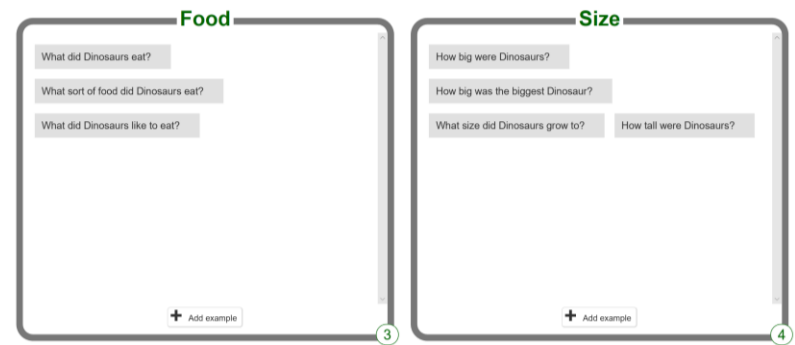 Food
What did Dinosaurs eat?
What sort of food did Dinosaurs eat?
What did Dinosaurs like to eat?
Add example
3
Size
How big were Dinosaurs?
How big was the biggest Dinosaur?
What size did Dinosaurs grow to? How tall were Dinosaurs?
Add example
4